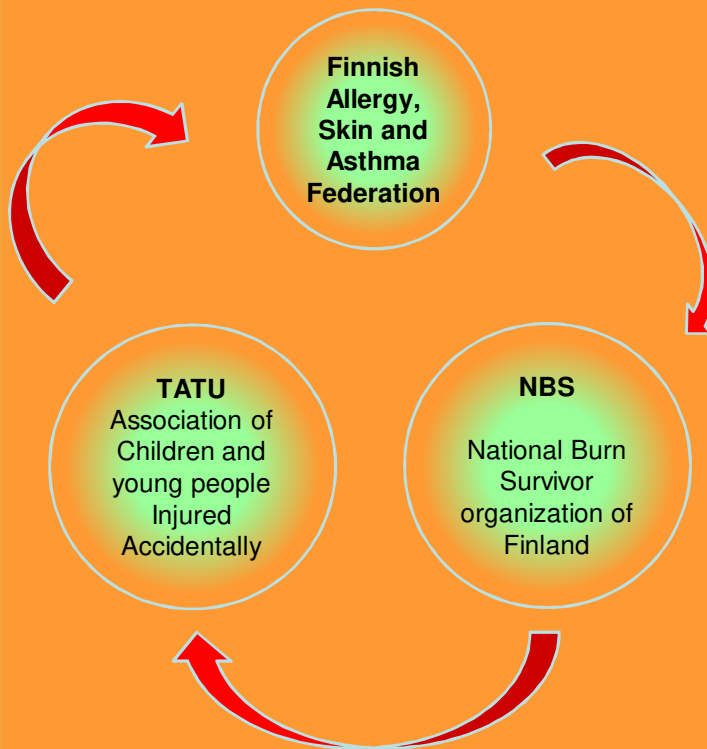 Finnish
Allergy,
Skin and
Asthma
Federation
TATU
Association of
Children and
young people
Injured
Accidentally
NBS
National Burn
Survivor
organization of
Finland